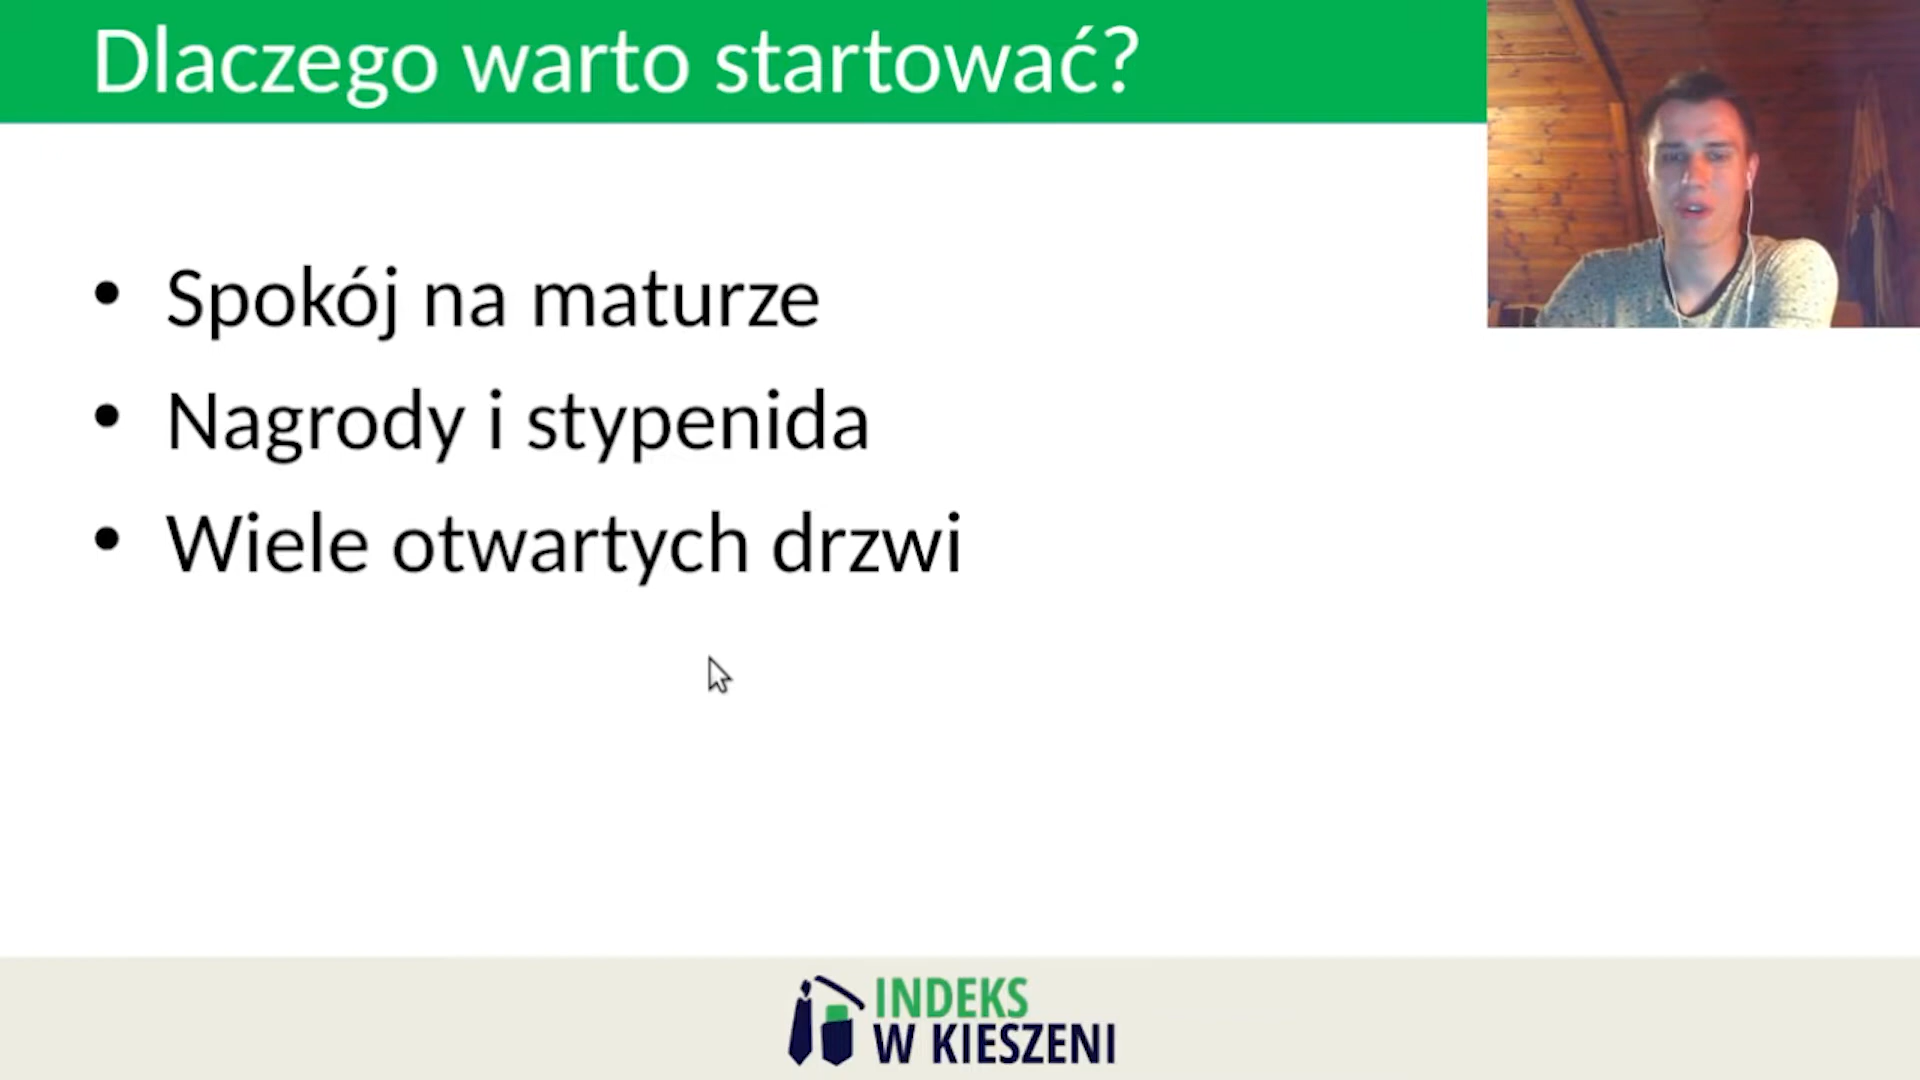 Dlaczego warto startować?
• Spokój na maturze
• Nagrody i stypenida
• Wiele otwartych drzwi
INDEKS
W KIESZENI